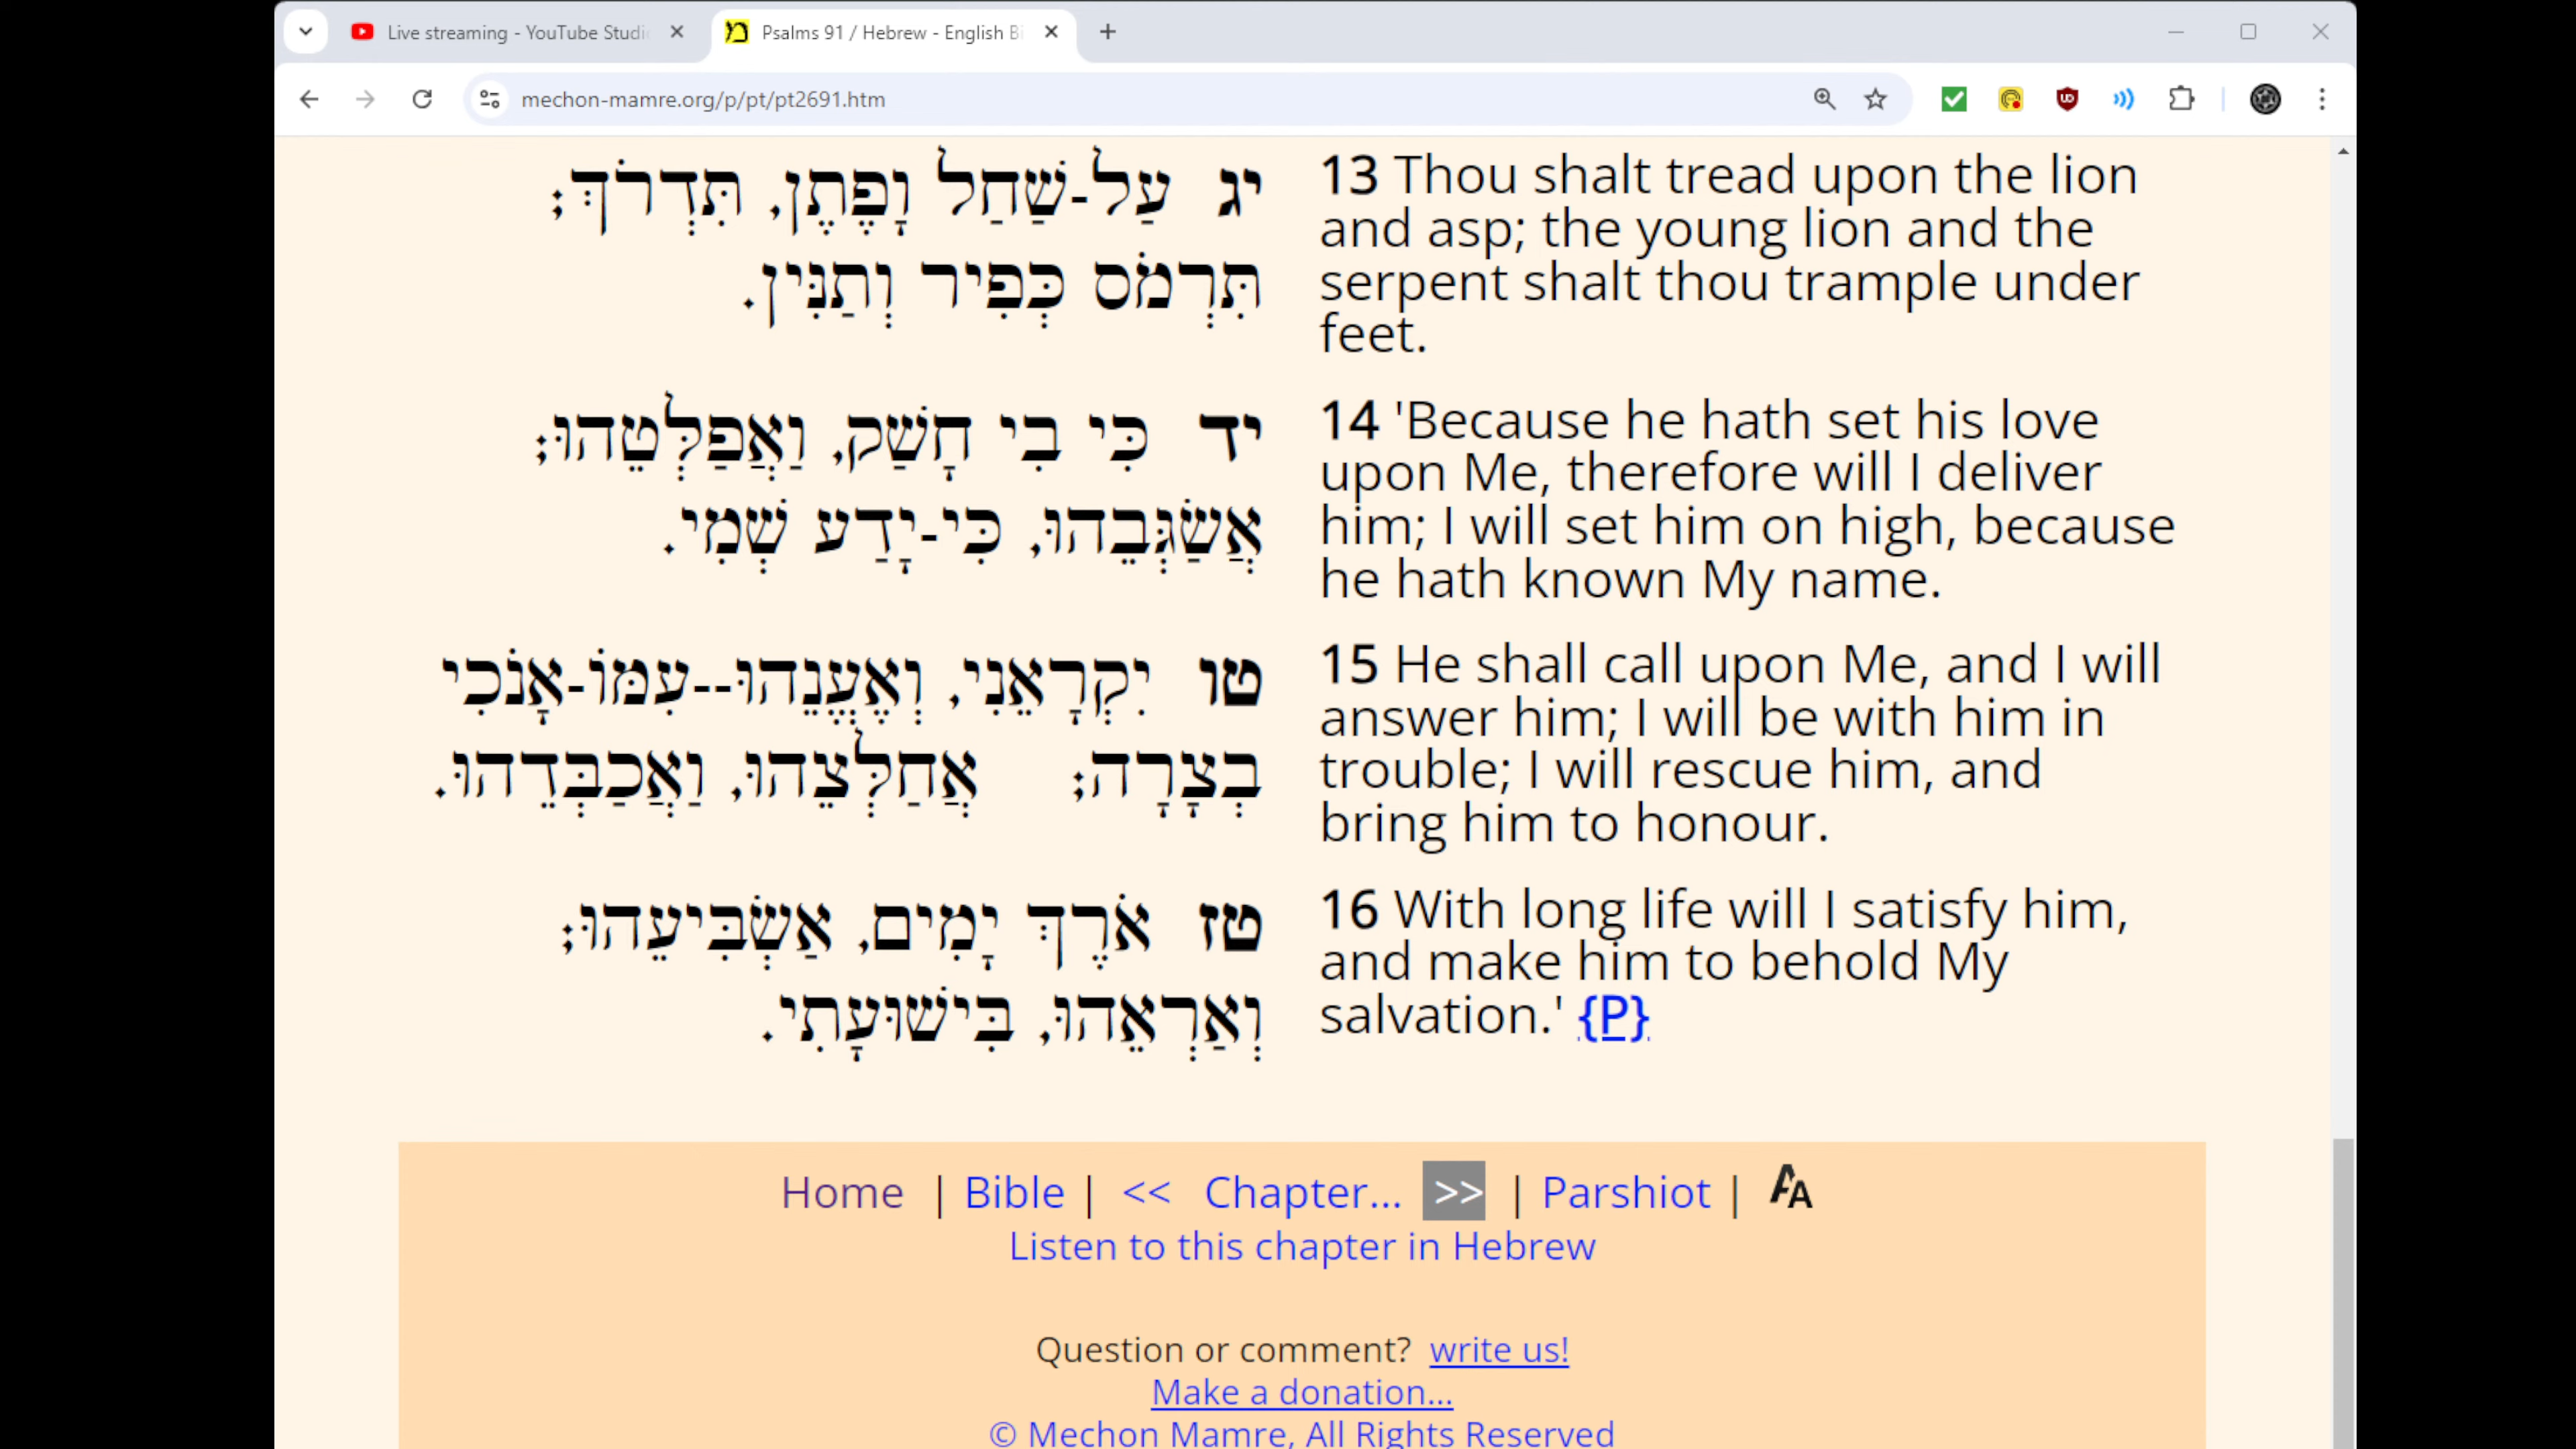 Live streaming - YouTube Studi
Psalms 91 / Hebrew - English Bi
mechon-mamre.org/p/pt/pt2691.htm
יג  עַל-שַׁחַל וָפֶתֶן, תִּדְרֹךְ;
תִּרְמֹס כְּפִיר וְתַנִּין.
13 Thou shalt tread upon the lion
and asp; the young lion and the
serpent shalt thou trample under
feet.
יד  כִּי בִי חָשַׁק, וַאֲפַלְּטֵהוּ;
אֲשַׂגְּבֵהוּ, כִּי-יָדַע שְׁמִי.
14 'Because he hath set his love
upon Me, therefore will I deliver
him; I will set him on high, because
he hath known My name.
טו  יִקְרָאֵנִי, וְאֶעֱנֵהוּ--עִמּוֹ-אָנֹכִי
בְצָרָה;    אֲחַלְּצֵהוּ, וַאֲכַבְּדֵהוּ.
15 He shall call upon Me, and I will
answer him; I will be with him in
trouble; I will rescue him, and
bring him to honour.
טז  אֹרֶךְ יָמִים, אַשְׂבִּיעֵהוּ;
וְאַרְאֵהוּ, בִּישׁוּעָתִי.
16 With long life will I satisfy him,
and make him to behold My
salvation.' {P}
Home | Bible | << Chapter... >> | Parshiot | AA
Listen to this chapter in Hebrew
Question or comment? write us!
Make a donation...
© Mechon Mamre, All Rights Reserved